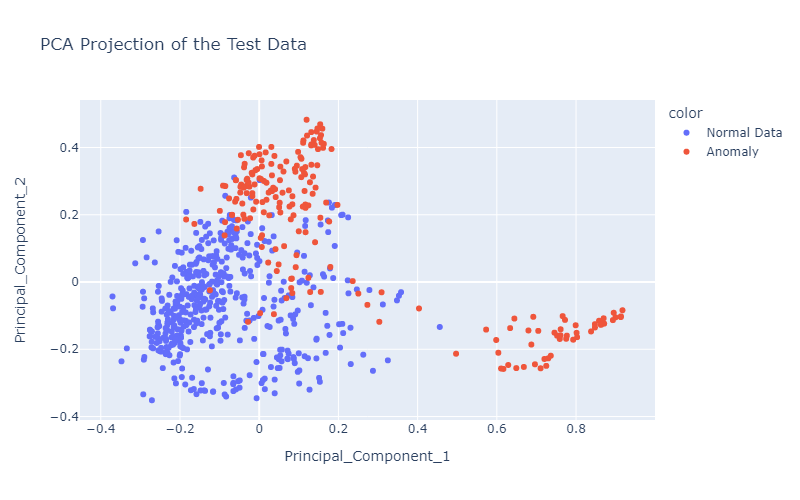 PCA Projection of the Test Data
color
Normal Data
Anomaly
Principal_Component_2
0.4
0.2
0
−0.2
−0.4
−0.4
−0.2
0
0.2
0.4
0.6
0.8
Principal_Component_1